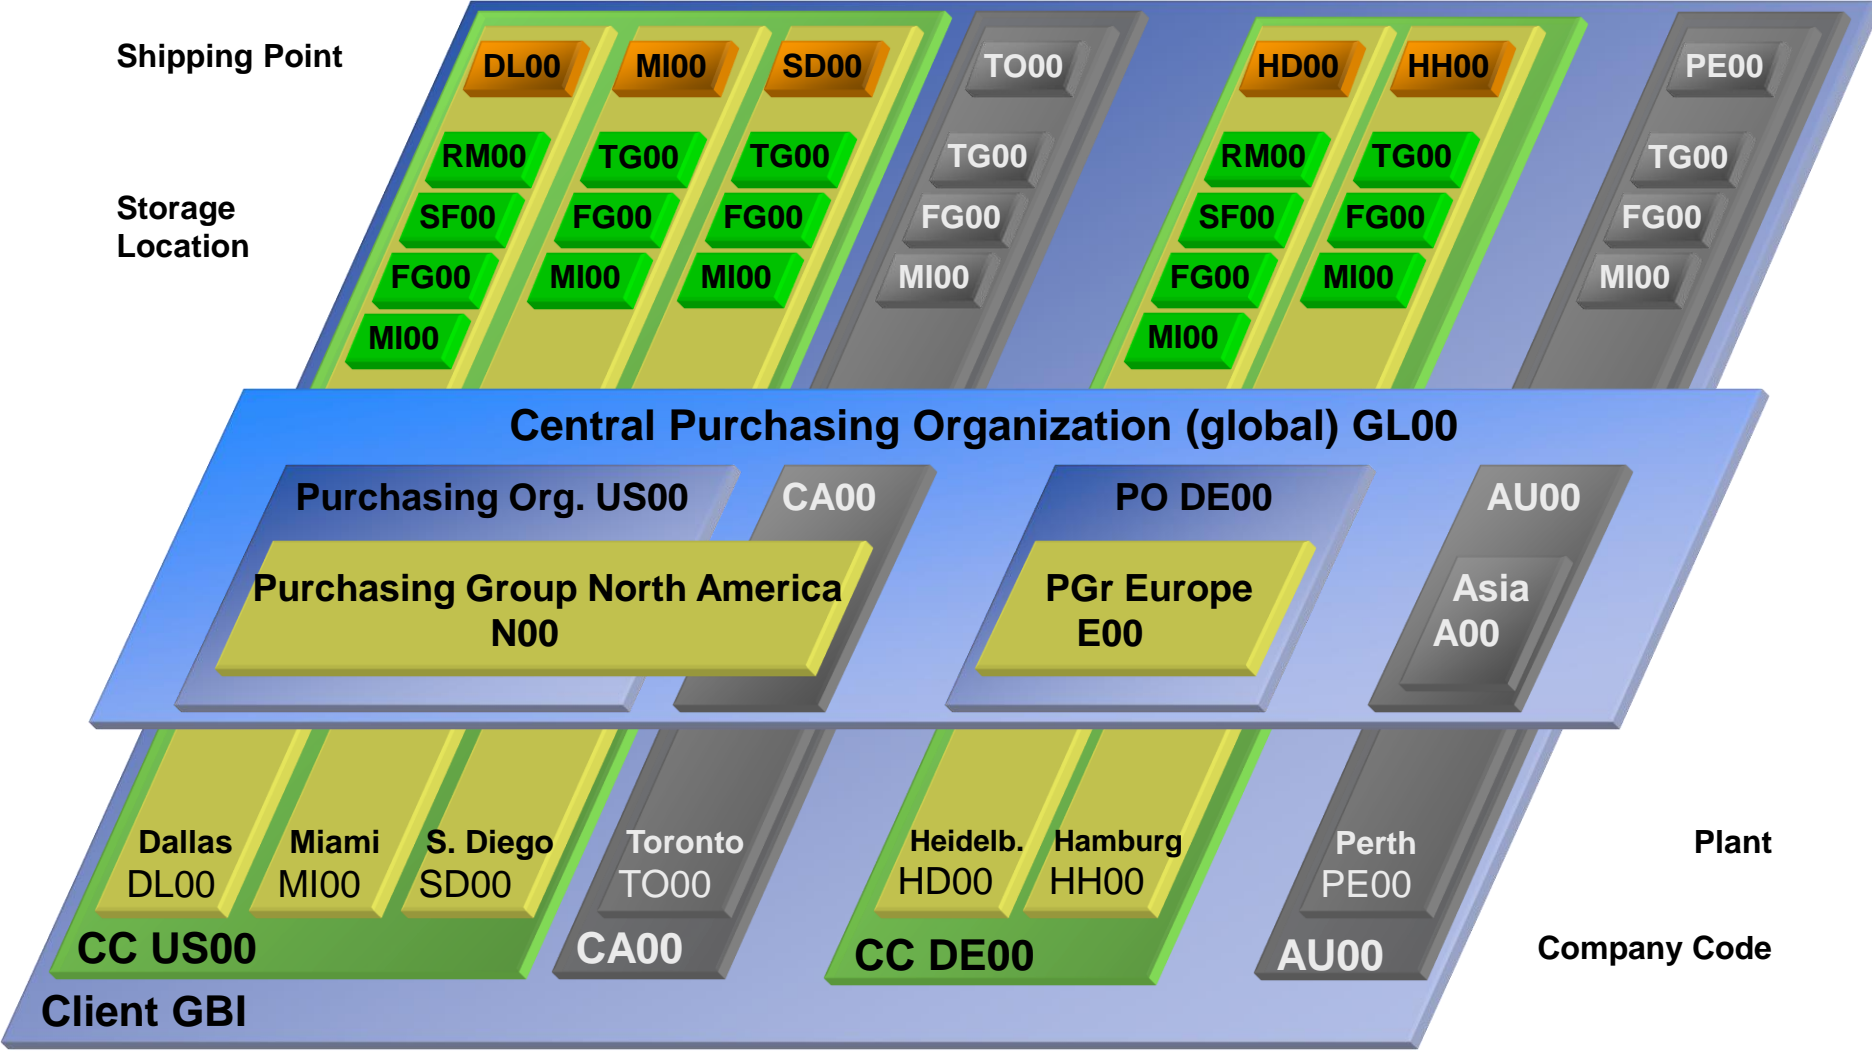 Shipping Point
DL00 MI00 SD00 TO00 HD00 HH00 PE00
RM00 TG00 TG00 TG00 RM00 TG00 TG00
Storage
Location
SF00 FG00 FG00 FG00 SF00 FG00 FG00
FG00 MI00 MI00 MI00 FG00 MI00 MI00
MI00 MI00
Central Purchasing Organization (global) GL00
Purchasing Org. US00 CA00 PO DE00 AU00
Purchasing Group North America PGr Europe Asia
N00 E00 A00
Dallas Miami S. Diego Toronto Heidelb. Hamburg Perth Plant
DL00 MI00 SD00 TO00 HD00 HH00 PE00
CC US00 CA00 CC DE00 AU00 Company Code
Client GBI